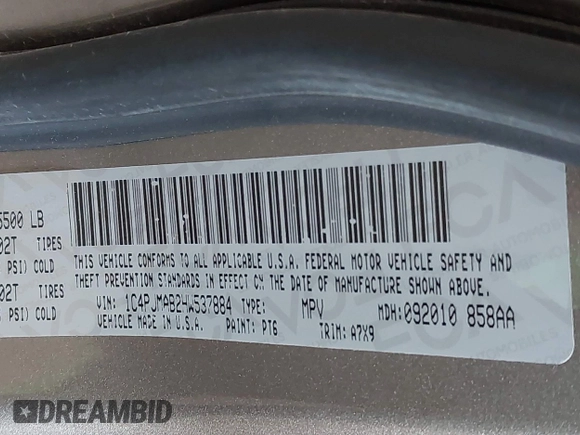 5500 LB
02T TIRES
PSI) COLD
02T TIRES
PSI) COLD
THIS VEHICLE CONFORMS TO ALL APPLICABLE U.S.A. FEDERAL MOTOR VEHICLE SAFETY AND
THEFT PREVENTION STANDARDS IN EFFECT ON THE DATE OF MANUFACTURE SHOWN ABOVE.
VIN: 1C4PJMAB2HW537884 TYPE: MPV MDH: 092010 858AA
VEHICLE MADE IN U.S.A. PAINT: PT6 TRIM: A7X9
DREAMBID